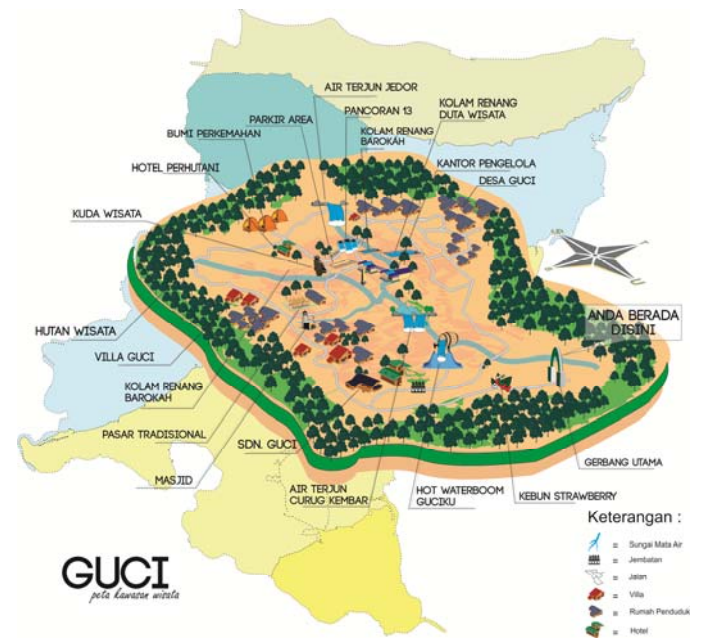 AIR TERJUN JEDOR
PANCORAN 13
KOLAM RENANG
DUTA WISATA
PARKIR AREA
KOLAM RENANG
BAROKAH
BUMI PERKEMAHAN
KANTOR PENGELOLA
HOTEL PERHUTANI
DESA GUCI
KUDA WISATA
ANDA BERADA
DISINI
HUTAN WISATA
VILLA GUCI
KOLAM RENANG
BAROKAH
PASAR TRADISIONAL
SDN. GUCI
MASJID
GERBANG UTAMA
AIR TERJUN
CURUG KEMBAR
HOT WATERBOOM
GUCIKU
KEBUN STRAWBERRY
Keterangan :
= Sungai Mata Air
= Jembatan
= Jalan
= Villa
= Rumah Penduduk
= Hotel
GUCI
peta kawasan wisata